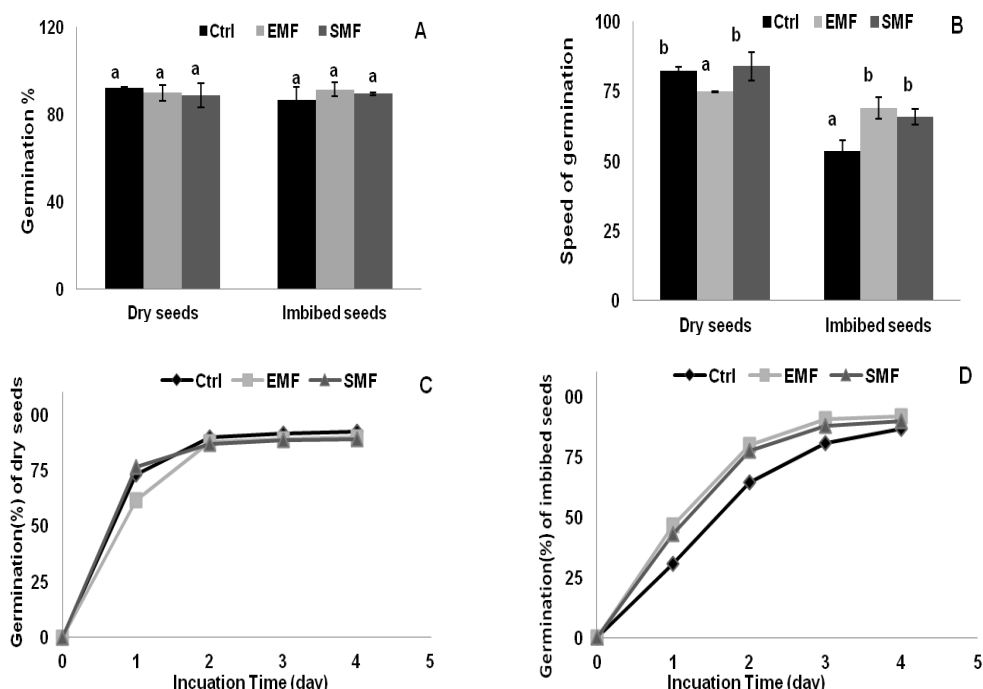 A
Ctrl EMF SMF
120
80
40
0
Germination %
a a a a a a
Dry seeds Imbibed seeds
B
Ctrl EMF SMF
100
75
50
25
0
Speed of germination
b a b a b b
Dry seeds Imbibed seeds
C
Ctrl EMF SMF
00
75
50
25
0
Germination(%) of dry seeds
0 1 2 3 4 5
Incuation Time (day)
D
Ctrl EMF SMF
00
75
50
25
0
Germination(%) of imbibed seeds
0 1 2 3 4 5
Incuation Time (day)